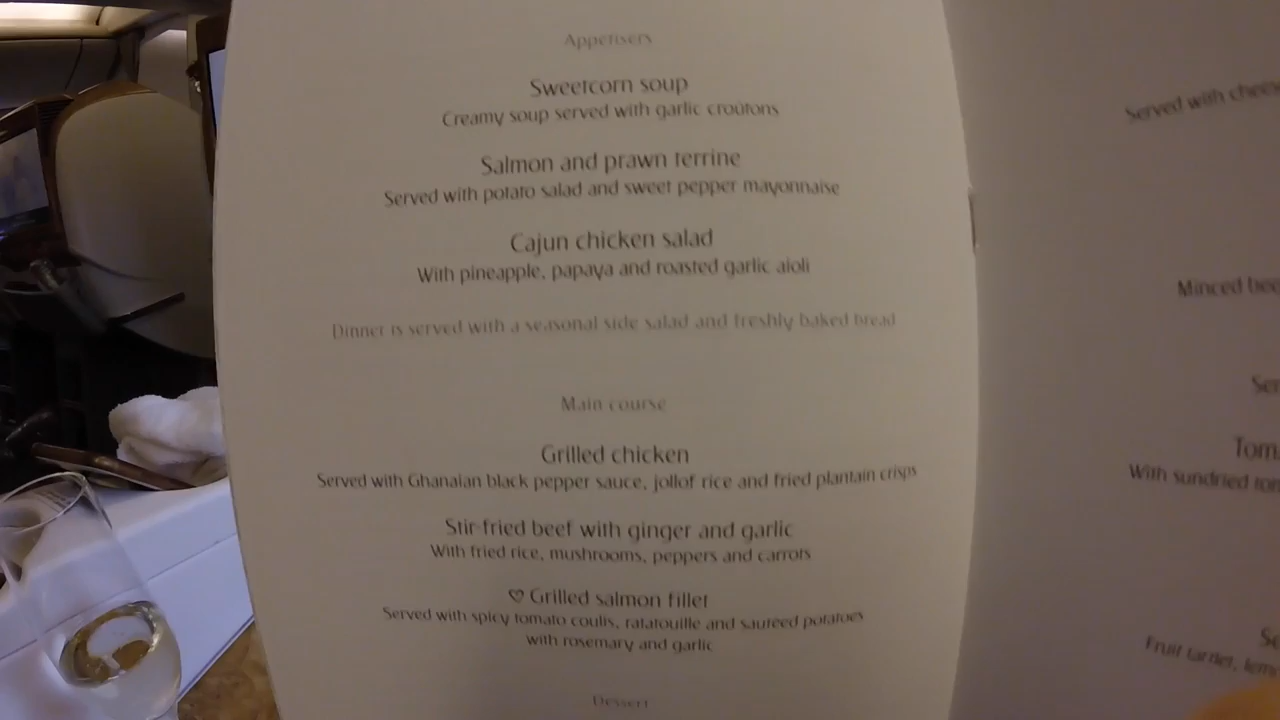 Appetisers
Sweetcorn soup
Creamy soup served with garlic croutons
Salmon and prawn terrine
Served with potato salad and sweet pepper mayonnaise
Cajun chicken salad
With pineapple, papaya and roasted garlic aioli
Dinner is served with a seasonal side salad and freshly baked bread
Main course
Grilled chicken
Served with Ghanaian black pepper sauce, jollof rice and fried plantain crisps
Stir-fried beef with ginger and garlic
With fried rice, mushrooms, peppers and carrots
♡ Grilled salmon fillet
Served with spicy tomato coulis, ratatouille and sauteed potatoes
with rosemary and garlic
Dessert
Served with
Minced
With sundried
Fruit